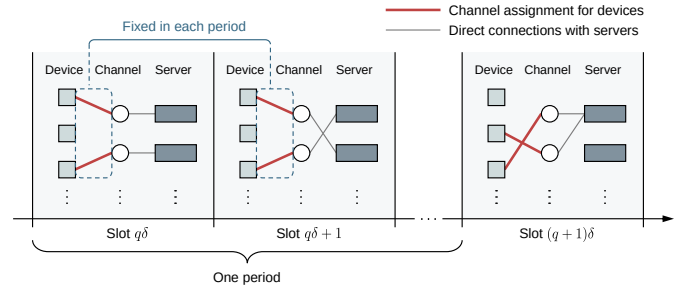 Channel assignment for devices
Direct connections with servers
Fixed in each period
Device Channel Server
Device Channel Server
Device Channel Server
...
Slot qδ
Slot qδ + 1
Slot (q + 1)δ
One period